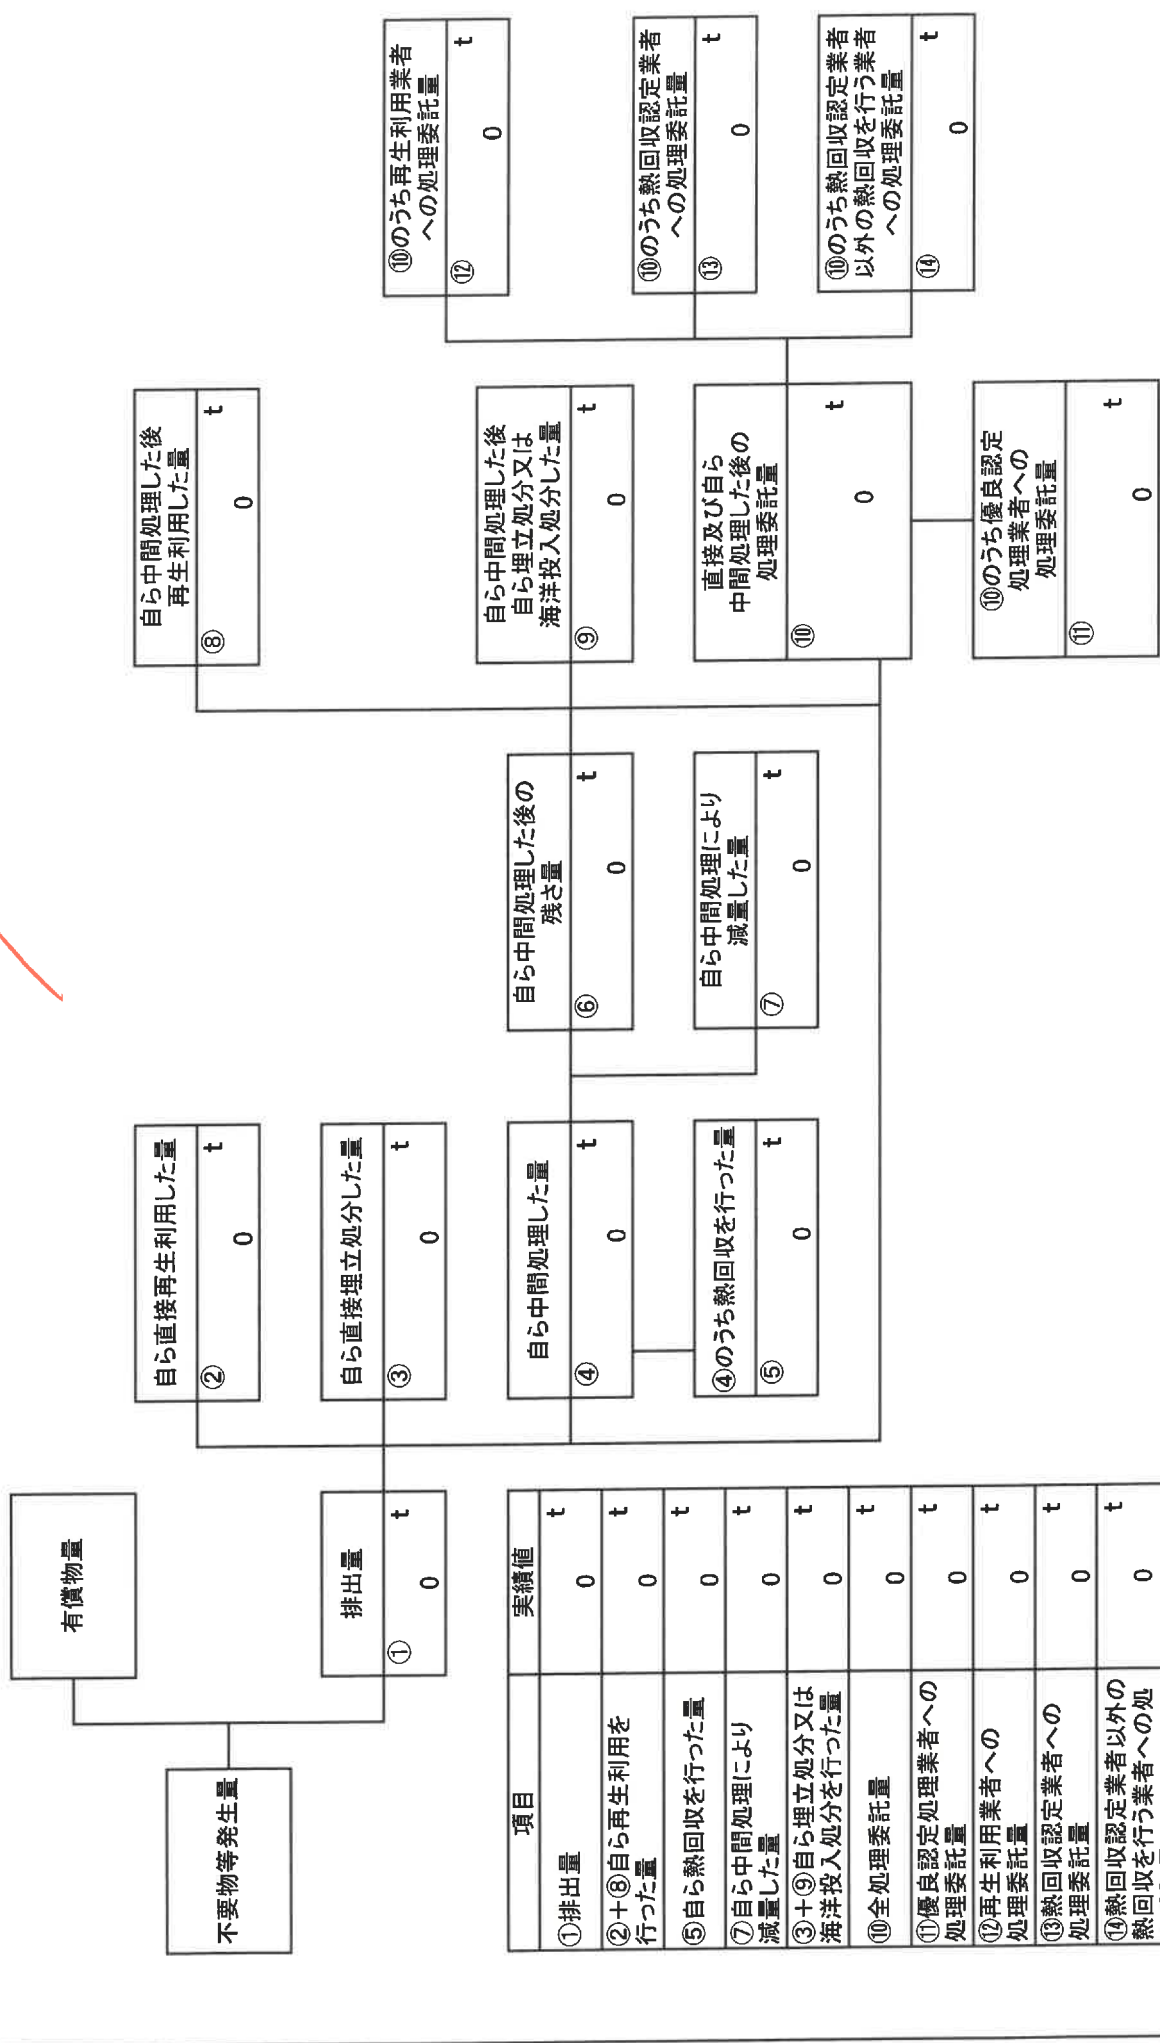 不要物等発生量
有償物量
排出量
① 0 t
自ら直接再生利用した量
② 0 t
自ら直接埋立処分した量
③ 0 t
自ら中間処理した量
④ 0 t
④のうち熱回収を行った量
⑤ 0 t
自ら中間処理した後の
残さ量
⑥ 0 t
自ら中間処理により
減量した量
⑦ 0 t
自ら中間処理した後
再生利用した量
⑧ 0 t
自ら中間処理した後
自ら埋立処分又は
海洋投入処分した量
⑨ 0 t
直接及び自ら
中間処理した後の
処理委託量
⑩ 0 t
⑩のうち優良認定
処理業者への
処理委託量
⑪ 0 t
⑩のうち再生利用業者
への処理委託量
⑫ 0 t
⑩のうち熱回収認定業者
への処理委託量
⑬ 0 t
⑩のうち熱回収認定業者
以外の熱回収を行う業者
への処理委託量
⑭ 0 t
項目 実績値
①排出量 0 t
②+⑧自ら再生利用を
行った量 0 t
⑤自ら熱回収を行った量 0 t
⑦自ら中間処理により
減量した量 0 t
③+⑨自ら埋立処分又は
海洋投入処分を行った量 0 t
⑩全処理委託量 0 t
⑪優良認定処理業者への
処理委託量 0 t
⑫再生利用業者への
処理委託量 0 t
⑬熱回収認定業者への
処理委託量 0 t
⑭熱回収認定業者以外の
熱回収を行う業者への処 0 t